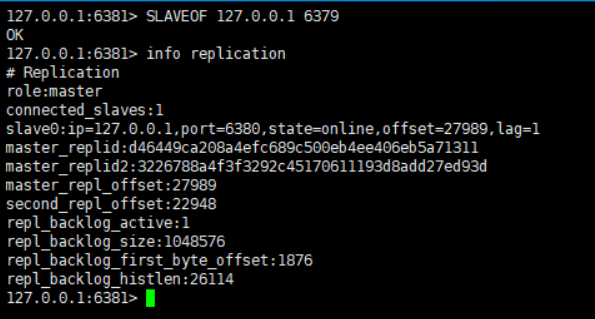 127.0.0.1:6381> SLAVEOF 127.0.0.1 6379
OK
127.0.0.1:6381> info replication
# Replication
role:master
connected_slaves:1
slave0:ip=127.0.0.1,port=6380,state=online,offset=27989,lag=1
master_replid:d46449ca208a4efc689c500eb4ee406eb5a71311
master_replid2:3226788a4f3f3292c45170611193d8add27ed93d
master_repl_offset:27989
second_repl_offset:22948
repl_backlog_active:1
repl_backlog_size:1048576
repl_backlog_first_byte_offset:1876
repl_backlog_histlen:26114
127.0.0.1:6381>